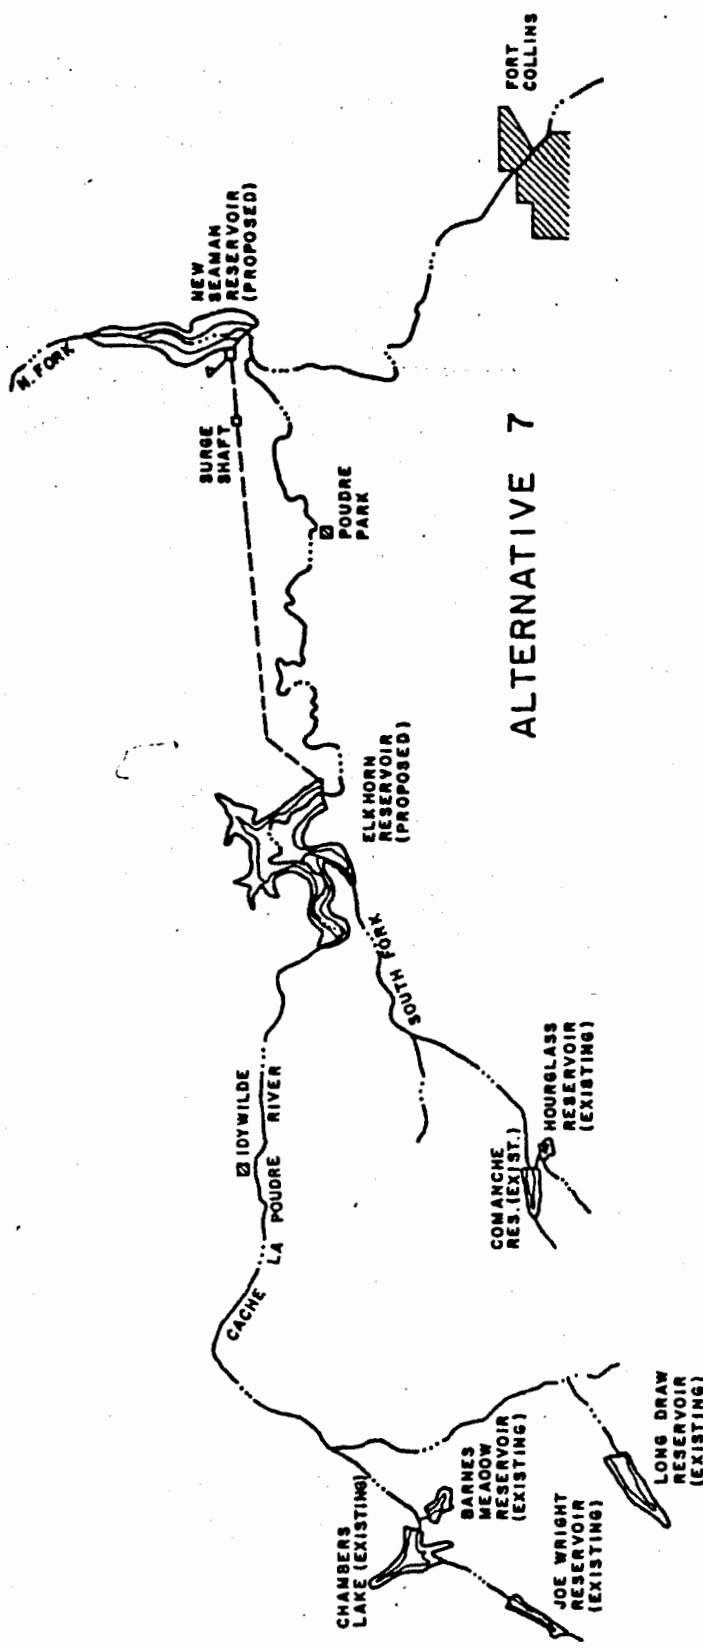 FORT
COLLINS
N. FORK
NEW
SEAMAN
RESERVOIR
(PROPOSED)
SURGE
SHAFT
POUDRE
PARK
ALTERNATIVE 7
ELKHORN
RESERVOIR
(PROPOSED)
SOUTH FORK
IDYWILDE
CACHE LA POUDRE RIVER
HOURGLASS
RESERVOIR
(EXISTING)
COMANCHE
RES.(EXIST.)
CHAMBERS
LAKE (EXISTING)
BARNES
MEADOW
RESERVOIR
(EXISTING)
JOE WRIGHT
RESERVOIR
(EXISTING)
LONG DRAW
RESERVOIR
(EXISTING)